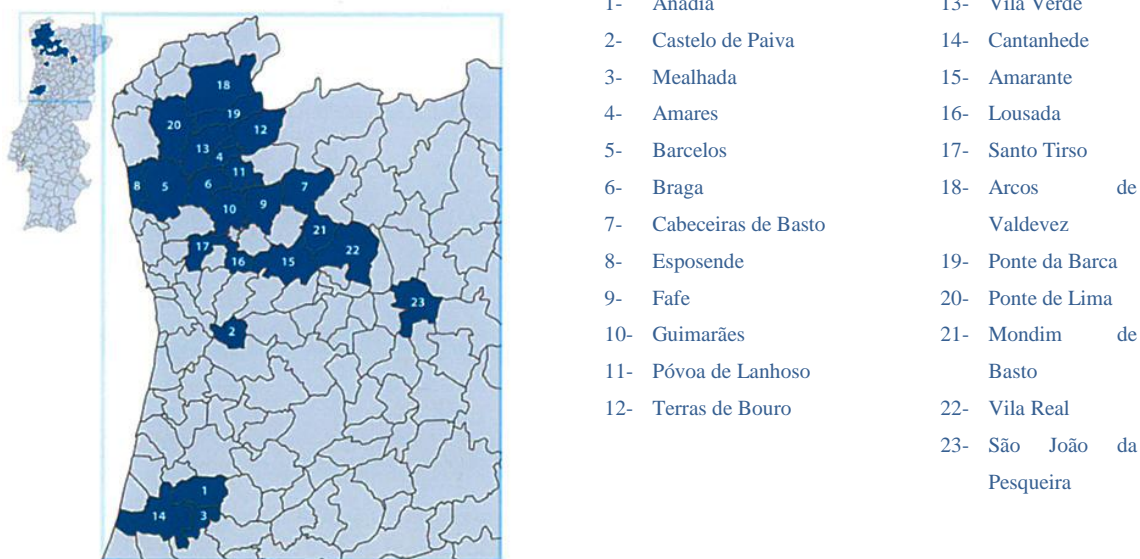 18
19
20
12
13
4
11
8
5
6
7
10
9
21
17
22
16
15
23
2
1
14
3
1- Anadia
2- Castelo de Paiva
3- Mealhada
4- Amares
5- Barcelos
6- Braga
7- Cabeceiras de Basto
8- Esposende
9- Fafe
10- Guimarães
11- Póvoa de Lanhoso
12- Terras de Bouro
13- Vila Verde
14- Cantanhede
15- Amarante
16- Lousada
17- Santo Tirso
18- Arcos de
Valdevez
19- Ponte da Barca
20- Ponte de Lima
21- Mondim de
Basto
22- Vila Real
23- São João da
Pesqueira